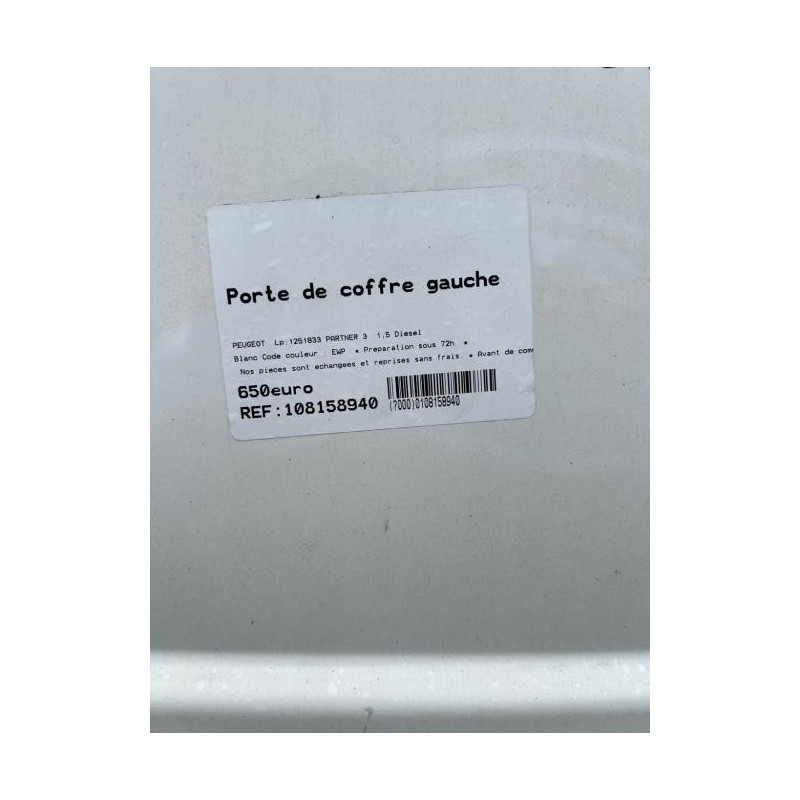 Porte de coffre gauche
PEUGEOT Lp:1251833 PARTNER 3 1,5 Diesel
Blanc Code couleur : EWP * Preparation sous 72h *
Nos pieces sont echangees et reprises sans frais. * Avant de com
650euro
REF:108158940
(?000)0108158940